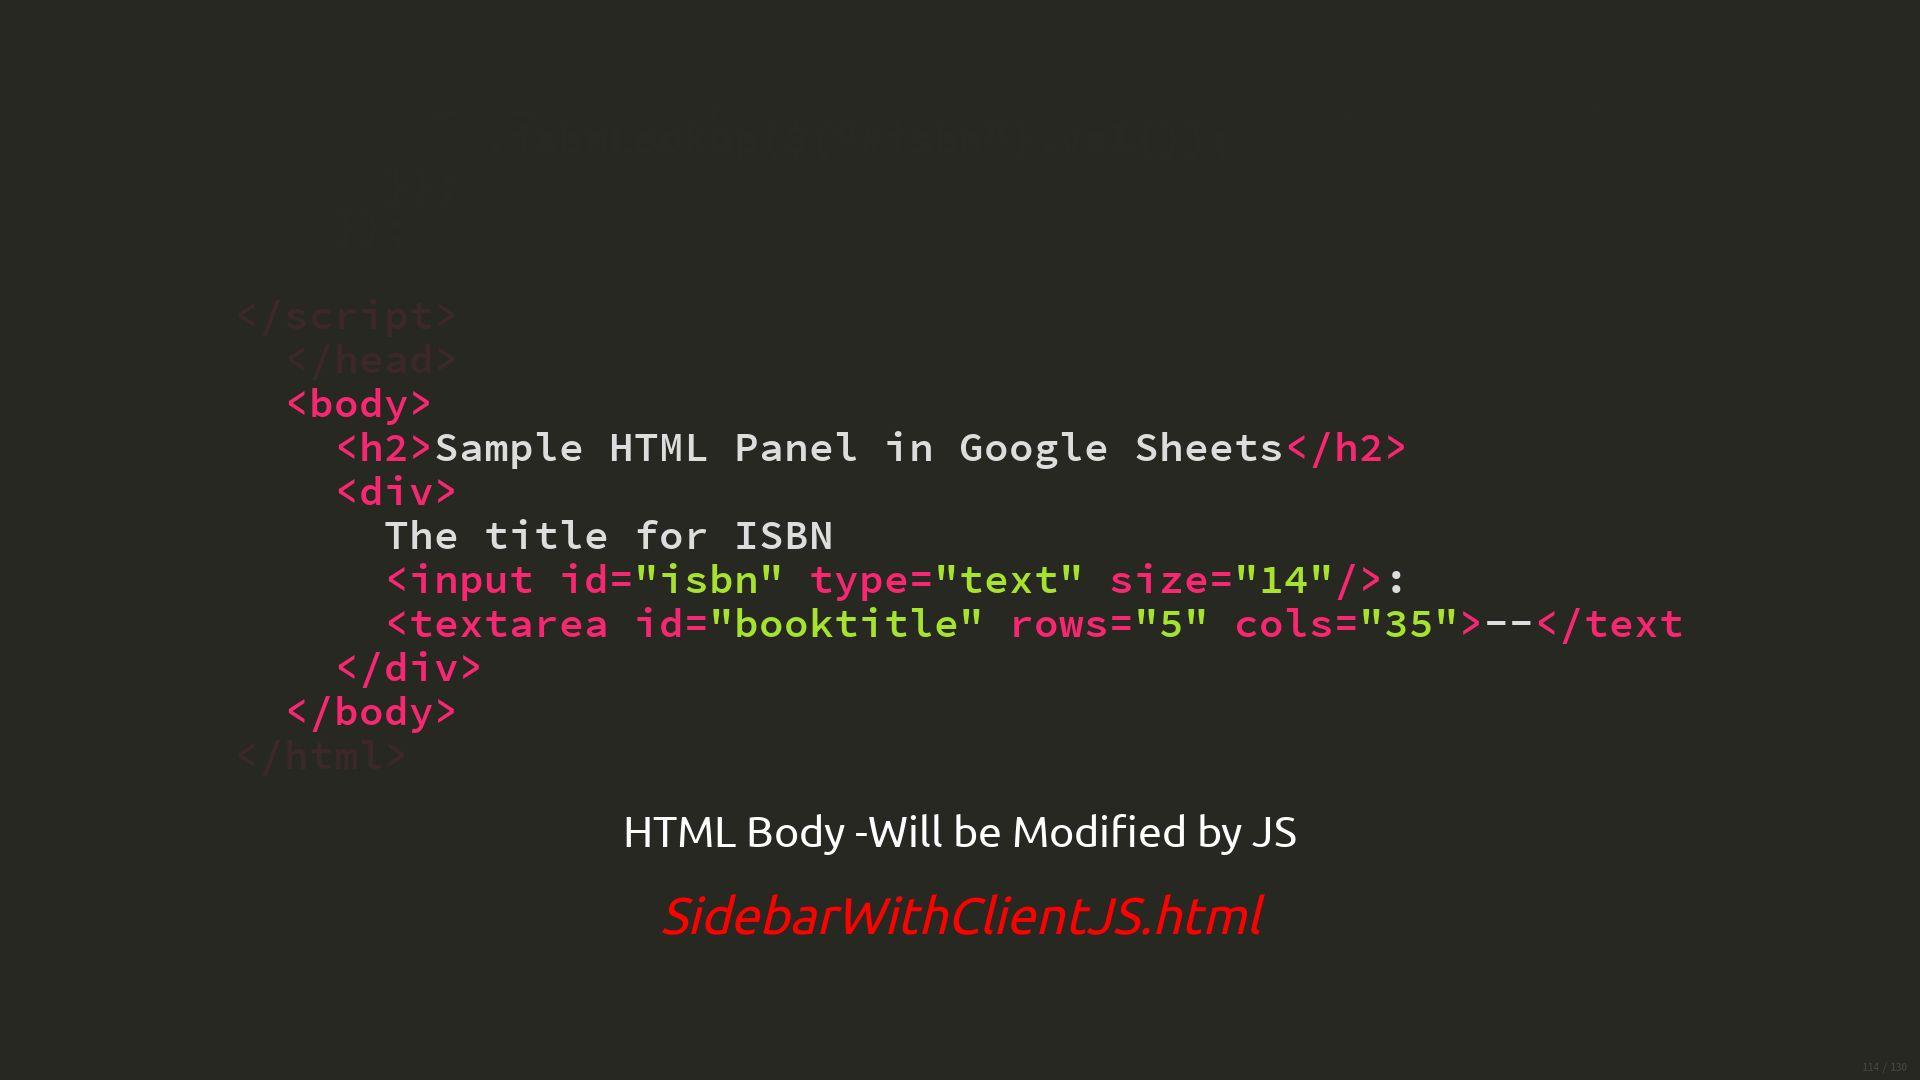 </script>
  </head>
  <body>
    <h2>Sample HTML Panel in Google Sheets</h2>
    <div>
      The title for ISBN
      <input id="isbn" type="text" size="14"/>:
      <textarea id="booktitle" rows="5" cols="35">--</text
    </div>
  </body>
</html>
HTML Body -Will be Modified by JS
SidebarWithClientJS.html
114 / 130